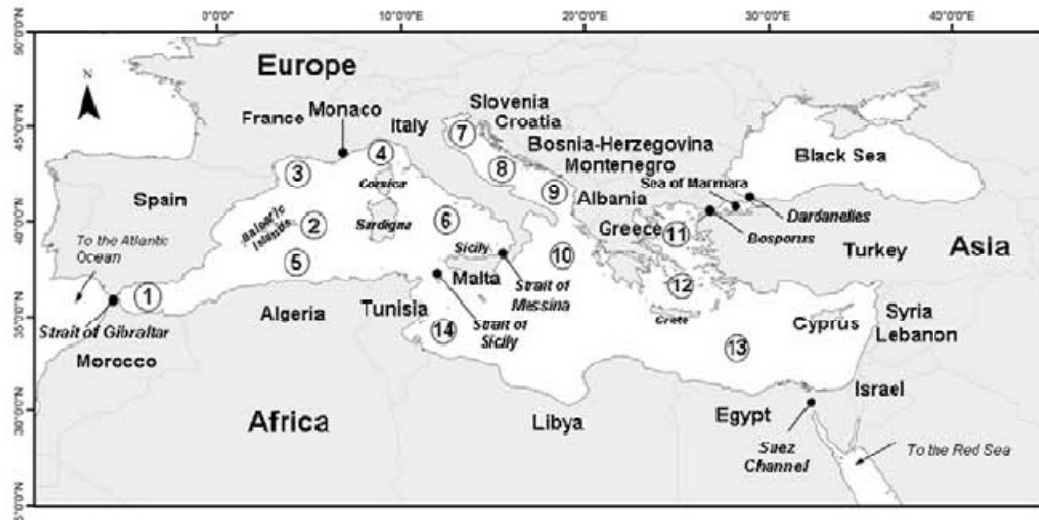 0°0'0"
10°0'0"E
20°0'0"E
30°0'0"E
40°0'0"E
50°0'0"N
45°0'0"N
40°0'0"N
35°0'0"N
30°0'0"N
5°0'0"N
N
Europe
Slovenia
Croatia
France
Monaco
Italy
Bosnia-Herzegovina
Montenegro
Black Sea
Spain
Corsica
Albania
Sea of Marmara
Dardanelles
Balearic
Islands
Sardigna
Greece
Bosporus
Turkey
Asia
To the Atlantic
Ocean
Sicily
Malta
Strait of
Messina
Strait of Gibraltar
Algeria
Tunisia
Strait of
Sicily
Crete
Cyprus
Syria
Lebanon
Morocco
Israel
Africa
Libya
Egypt
Suez
Channel
To the Red Sea
1
2
3
4
5
6
7
8
9
10
11
12
13
14